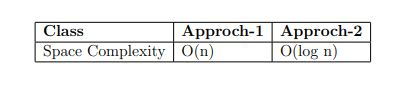 Class Approch-1 Approch-2
Space Complexity O(n) O(log n)